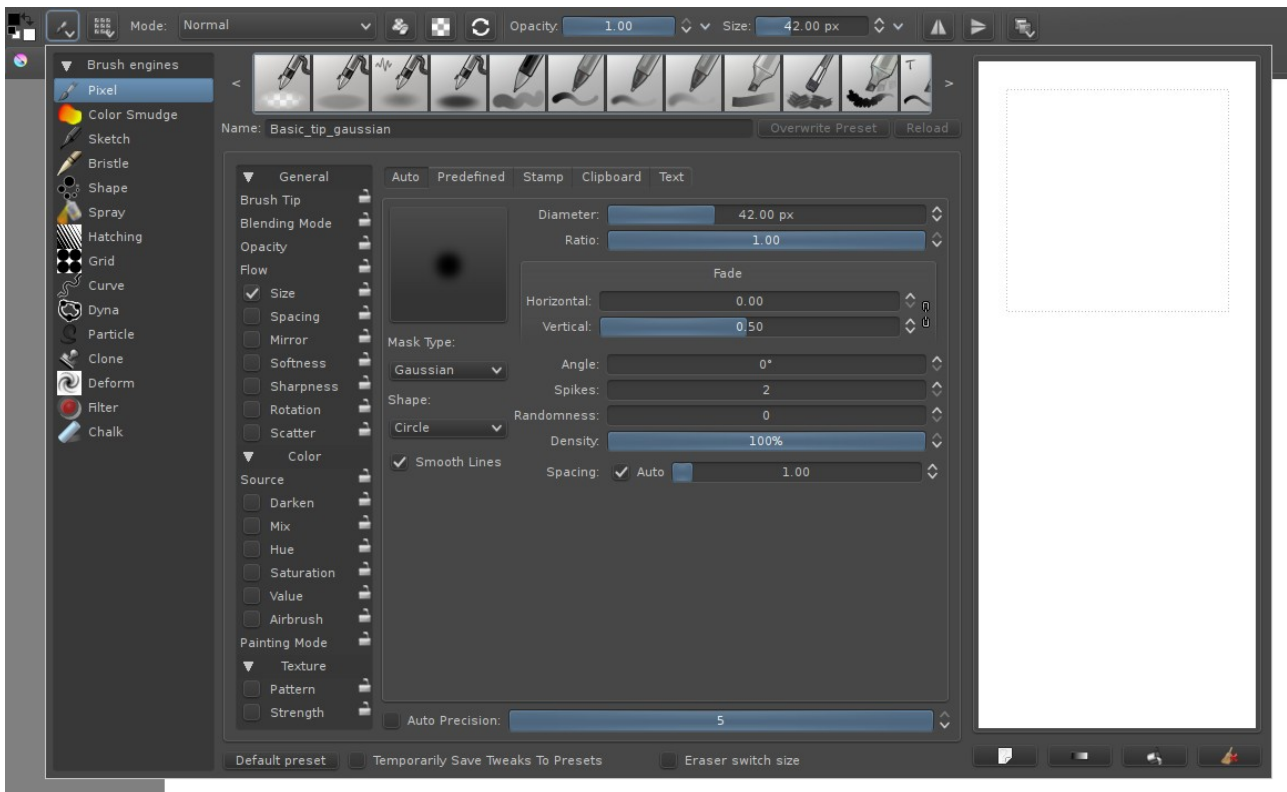 Mode: Normal Opacity: 1.00 Size: 42.00 px
Brush engines
Pixel
Color Smudge
Sketch
Bristle
Shape
Spray
Hatching
Grid
Curve
Dyna
Particle
Clone
Deform
Filter
Chalk
< T >
Name: Basic_tip_gaussian Overwrite Preset Reload
General
Brush Tip
Blending Mode
Opacity
Flow
Size
Spacing
Mirror
Softness
Sharpness
Rotation
Scatter
Color
Source
Darken
Mix
Hue
Saturation
Value
Airbrush
Painting Mode
Texture
Pattern
Strength
Auto Predefined Stamp Clipboard Text
Diameter: 42.00 px
Ratio: 1.00
Fade
Horizontal: 0.00
Vertical: 0.50
Mask Type:
Gaussian
Shape:
Circle
Smooth Lines
Angle: 0°
Spikes: 2
Randomness: 0
Density: 100%
Spacing: Auto 1.00
Auto Precision: 5
Default preset Temporarily Save Tweaks To Presets Eraser switch size